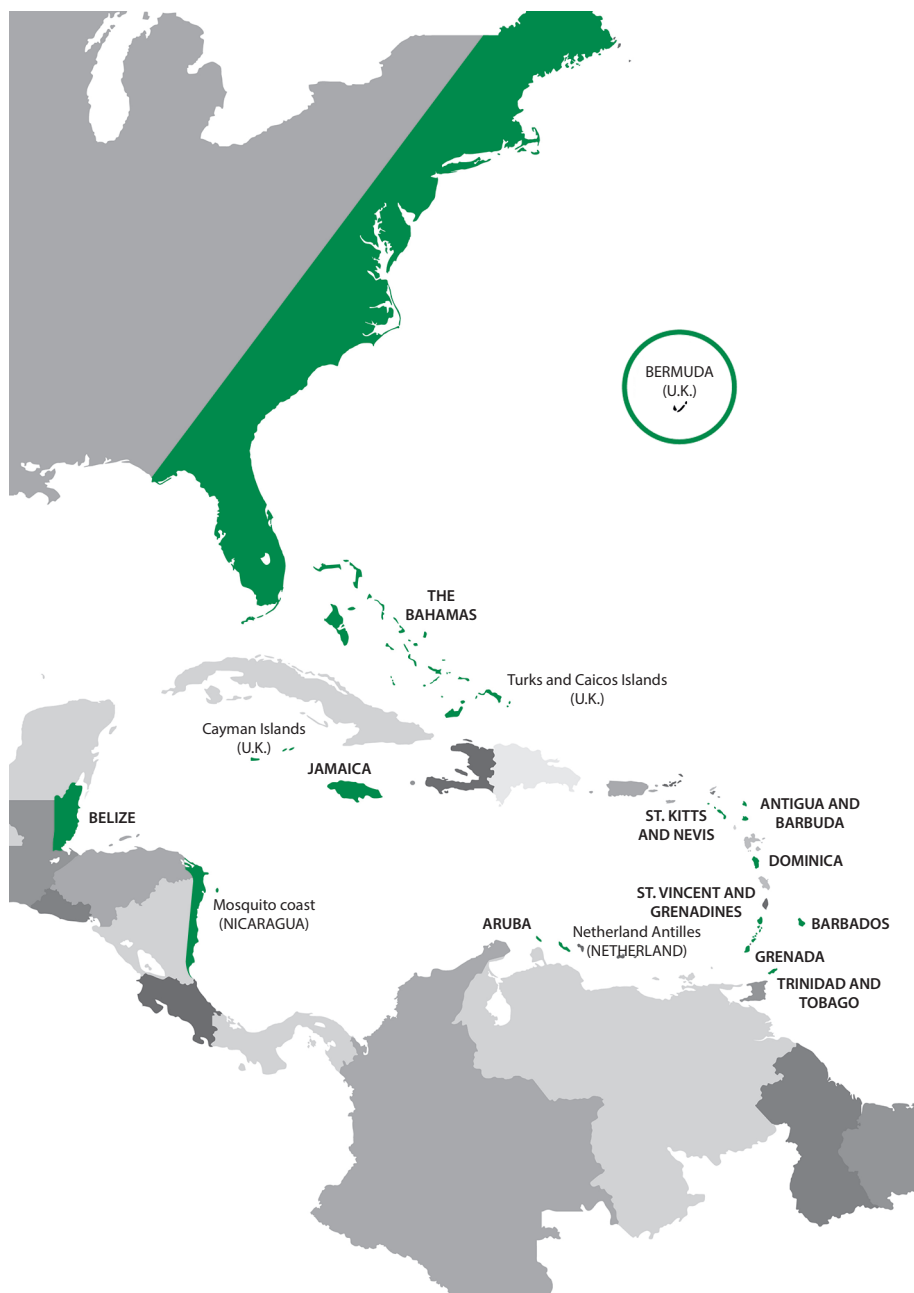 BERMUDA
(U.K.)
THE
BAHAMAS
Turks and Caicos Islands
(U.K.)
Cayman Islands
(U.K.)
JAMAICA
BELIZE
ST. KITTS
AND NEVIS
ANTIGUA AND
BARBUDA
DOMINICA
Mosquito coast
(NICARAGUA)
ST. VINCENT AND
GRENADINES
ARUBA
Netherland Antilles
(NETHERLAND)
BARBADOS
GRENADA
TRINIDAD AND
TOBAGO